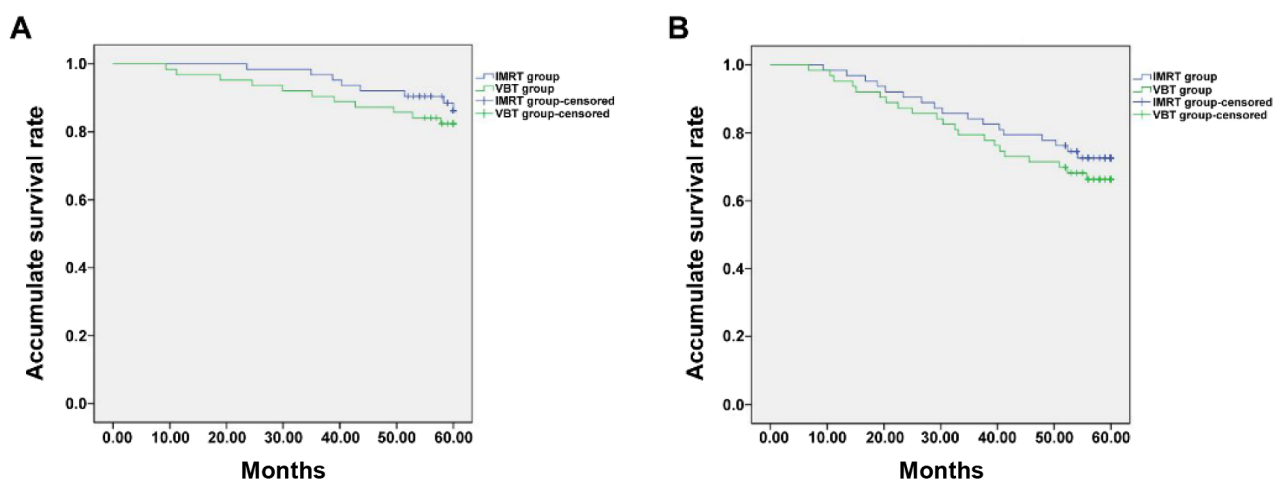 A
Accumulate survival rate
1.0
0.8
0.6
0.4
0.2
0.0
0.00 10.00 20.00 30.00 40.00 50.00 60.00
Months
IMRT group
VBT group
IMRT group-censored
VBT group-censored
B
Accumulate survival rate
1.0
0.8
0.6
0.4
0.2
0.0
0.00 10.00 20.00 30.00 40.00 50.00 60.00
Months
IMRT group
VBT group
IMRT group-censored
VBT group-censored